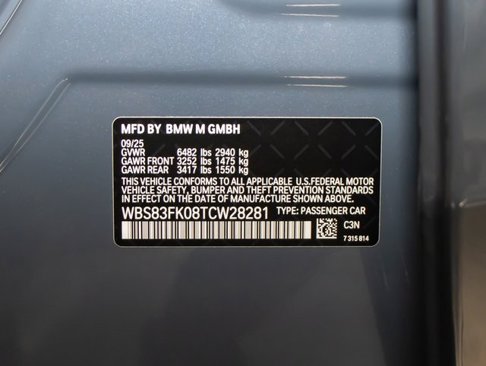 MFD BY BMW M GMBH
09/25
GVWR 6482 lbs 2940 kg
GAWR FRONT 3252 lbs 1475 kg
GAWR REAR 3417 lbs 1550 kg
THIS VEHICLE CONFORMS TO ALL APPLICABLE U.S.FEDERAL MOTOR
VEHICLE SAFETY, BUMPER AND THEFT PREVENTION STANDARDS IN
EFFECT ON THE DATE OF MANUFACTURE SHOWN ABOVE.
WBS83FK08TCW28281 TYPE: PASSENGER CAR
C3N
7 315 814